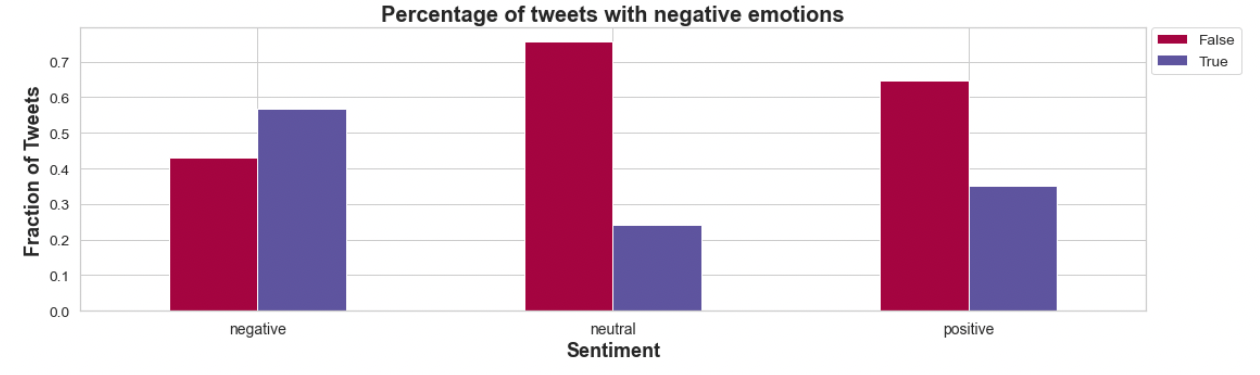 Percentage of tweets with negative emotions
False
True
Fraction of Tweets
0.7
0.6
0.5
0.4
0.3
0.2
0.1
0.0
negative neutral positive
Sentiment